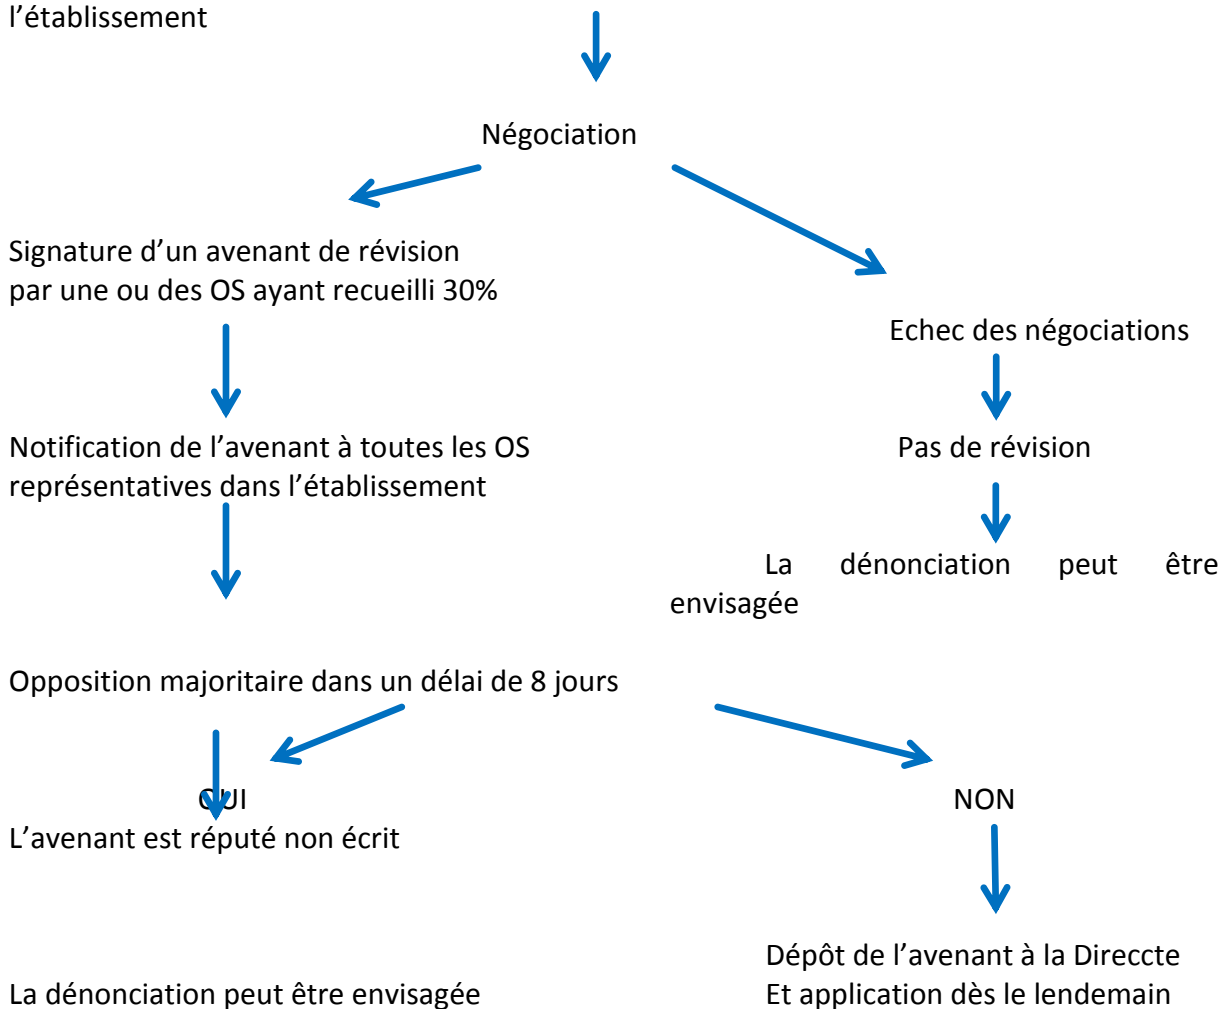 l’établissement
Négociation
Signature d’un avenant de révision
par une ou des OS ayant recueilli 30%
Echec des négociations
Notification de l’avenant à toutes les OS
représentatives dans l’établissement
Pas de révision
La dénonciation peut être
envisagée
Opposition majoritaire dans un délai de 8 jours
OUI
NON
L’avenant est réputé non écrit
Dépôt de l’avenant à la Direccte
La dénonciation peut être envisagée
Et application dès le lendemain